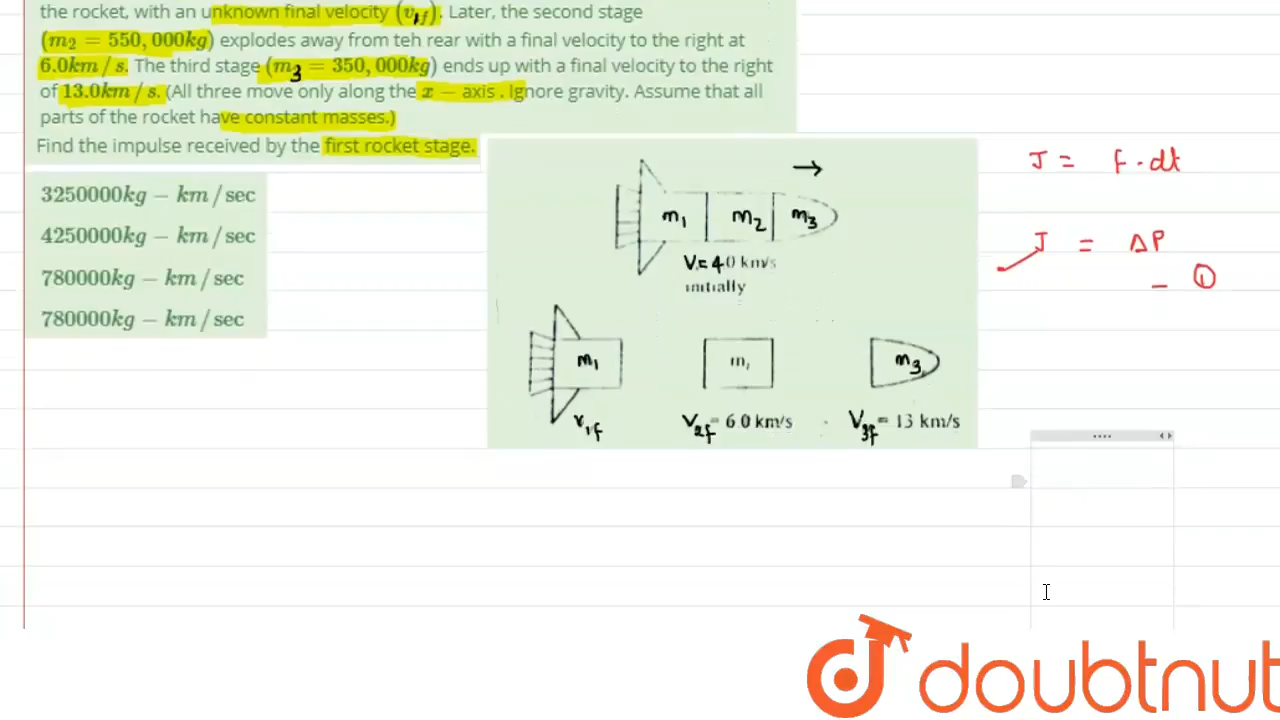 the rocket, with an unknown final velocity (v1f). Later, the second stage
(m2 = 550, 000kg) explodes away from teh rear with a final velocity to the right at
6.0km/s. The third stage (m3 = 350, 000kg) ends up with a final velocity to the right
of 13.0km/s. (All three move only along the x − axis . Ignore gravity. Assume that all
parts of the rocket have constant masses.)
Find the impulse received by the first rocket stage.
3250000kg − km/sec
4250000kg − km/sec
780000kg − km/sec
780000kg − km/sec
→
m1 m2 m3
V= 4.0 km/s
initially
m1 m, m3
v1f V2f = 6.0 km/s V3f = 13 km/s
J = F·dt
J = ΔP
– ①
doubtnut